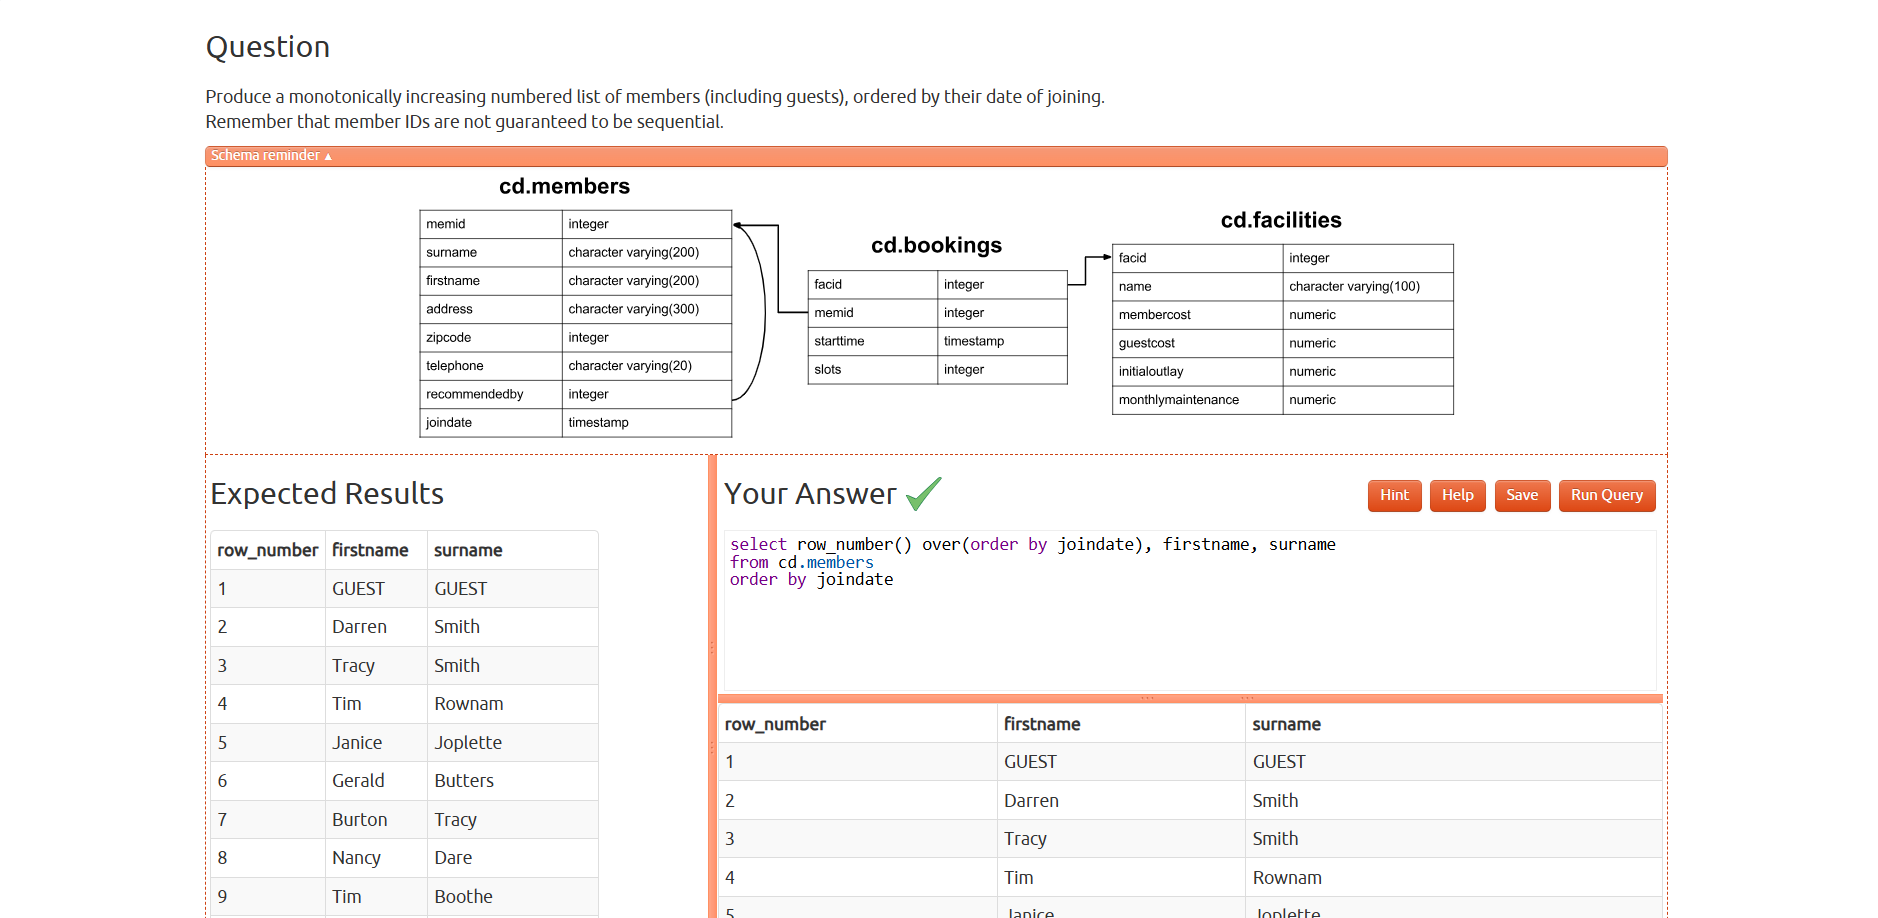 Question
Produce a monotonically increasing numbered list of members (including guests), ordered by their date of joining.
Remember that member IDs are not guaranteed to be sequential.
Schema reminder ▲
cd.members
memid integer
surname character varying(200)
firstname character varying(200)
address character varying(300)
zipcode integer
telephone character varying(20)
recommendedby integer
joindate timestamp
cd.bookings
facid integer
memid integer
starttime timestamp
slots integer
cd.facilities
facid integer
name character varying(100)
membercost numeric
guestcost numeric
initialoutlay numeric
monthlymaintenance numeric
Expected Results
row_number firstname surname
1 GUEST GUEST
2 Darren Smith
3 Tracy Smith
4 Tim Rownam
5 Janice Joplette
6 Gerald Butters
7 Burton Tracy
8 Nancy Dare
9 Tim Boothe
Your Answer
Hint Help Save Run Query
select row_number() over(order by joindate), firstname, surname
from cd.members
order by joindate
row_number firstname surname
1 GUEST GUEST
2 Darren Smith
3 Tracy Smith
4 Tim Rownam
5 Janice Joplette